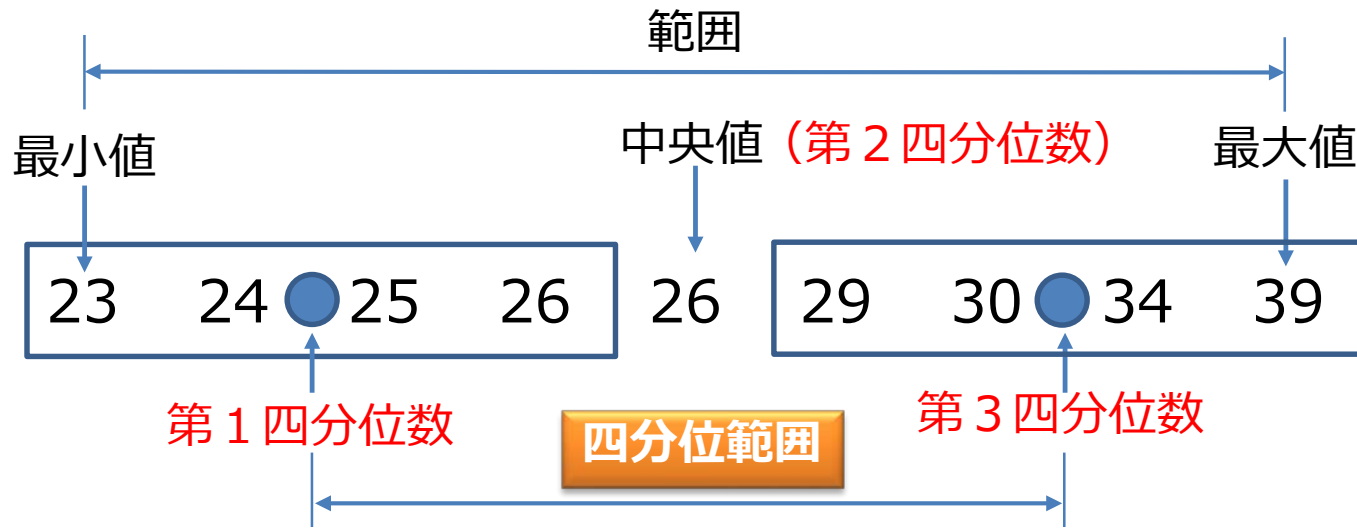 範囲
最小値
中央値（第２四分位数）
最大値
23 24 25 26 26 29 30 34 39
第１四分位数
四分位範囲
第３四分位数